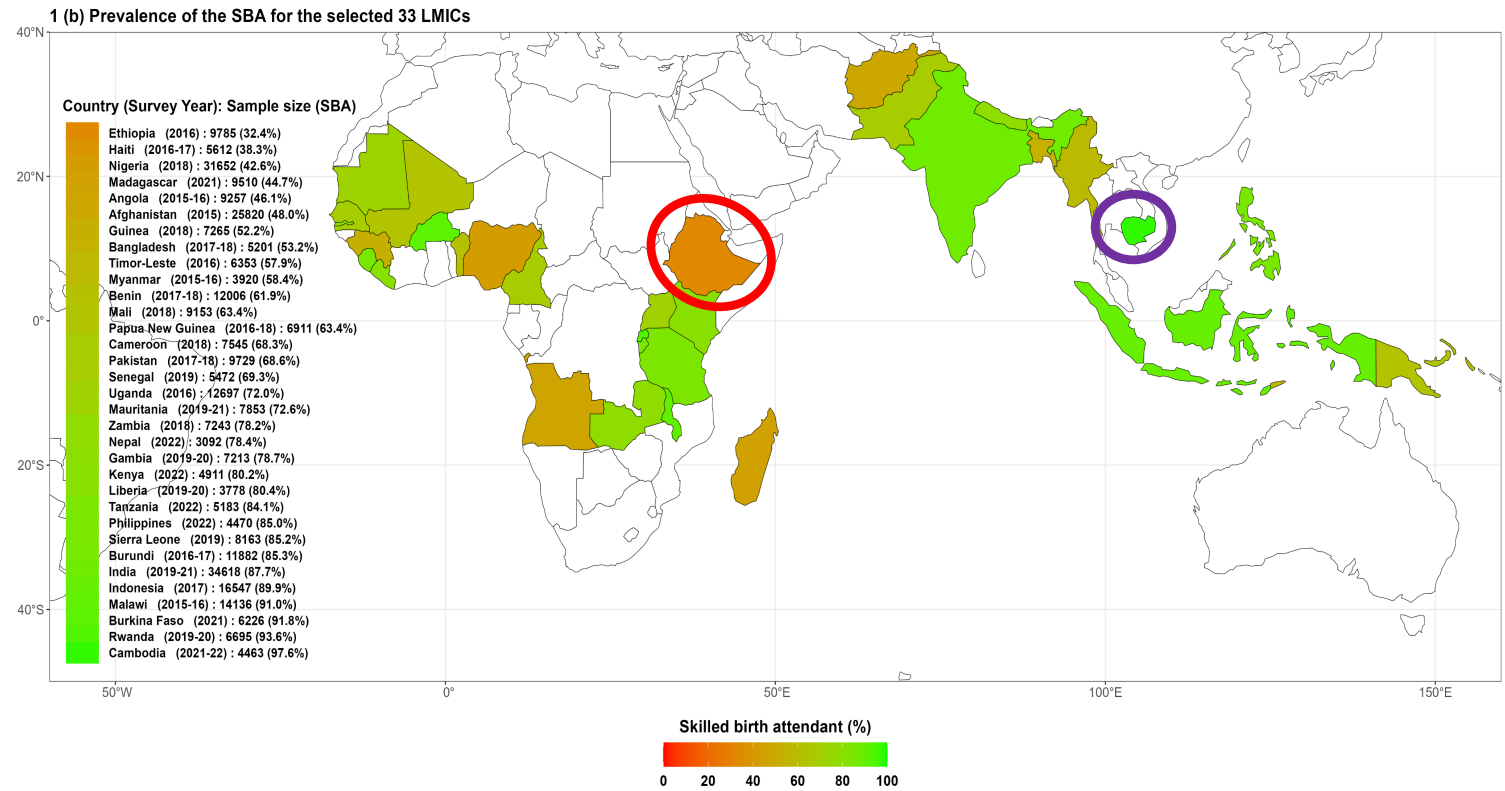 1 (b) Prevalence of the SBA for the selected 33 LMICs
40°N
20°N
0°
20°S
40°S
Country (Survey Year): Sample size (SBA)
Ethiopia (2016) : 9785 (32.4%)
Haiti (2016-17) : 5612 (38.3%)
Nigeria (2018) : 31652 (42.6%)
Madagascar (2021) : 9510 (44.7%)
Angola (2015-16) : 9257 (46.1%)
Afghanistan (2015) : 25820 (48.0%)
Guinea (2018) : 7265 (52.2%)
Bangladesh (2017-18) : 5201 (53.2%)
Timor-Leste (2016) : 6353 (57.9%)
Myanmar (2015-16) : 3920 (58.4%)
Benin (2017-18) : 12006 (61.9%)
Mali (2018) : 9153 (63.4%)
Papua New Guinea (2016-18) : 6911 (63.4%)
Cameroon (2018) : 7545 (68.3%)
Pakistan (2017-18) : 9729 (68.6%)
Senegal (2019) : 5472 (69.3%)
Uganda (2016) : 12697 (72.0%)
Mauritania (2019-21) : 7853 (72.6%)
Zambia (2018) : 7243 (78.2%)
Nepal (2022) : 3092 (78.4%)
Gambia (2019-20) : 7213 (78.7%)
Kenya (2022) : 4911 (80.2%)
Liberia (2019-20) : 3778 (80.4%)
Tanzania (2022) : 5183 (84.1%)
Philippines (2022) : 4470 (85.0%)
Sierra Leone (2019) : 8163 (85.2%)
Burundi (2016-17) : 11882 (85.3%)
India (2019-21) : 34618 (87.7%)
Indonesia (2017) : 16547 (89.9%)
Malawi (2015-16) : 14136 (91.0%)
Burkina Faso (2021) : 6226 (91.8%)
Rwanda (2019-20) : 6695 (93.6%)
Cambodia (2021-22) : 4463 (97.6%)
50°W 0° 50°E 100°E 150°E
Skilled birth attendant (%)
0 20 40 60 80 100